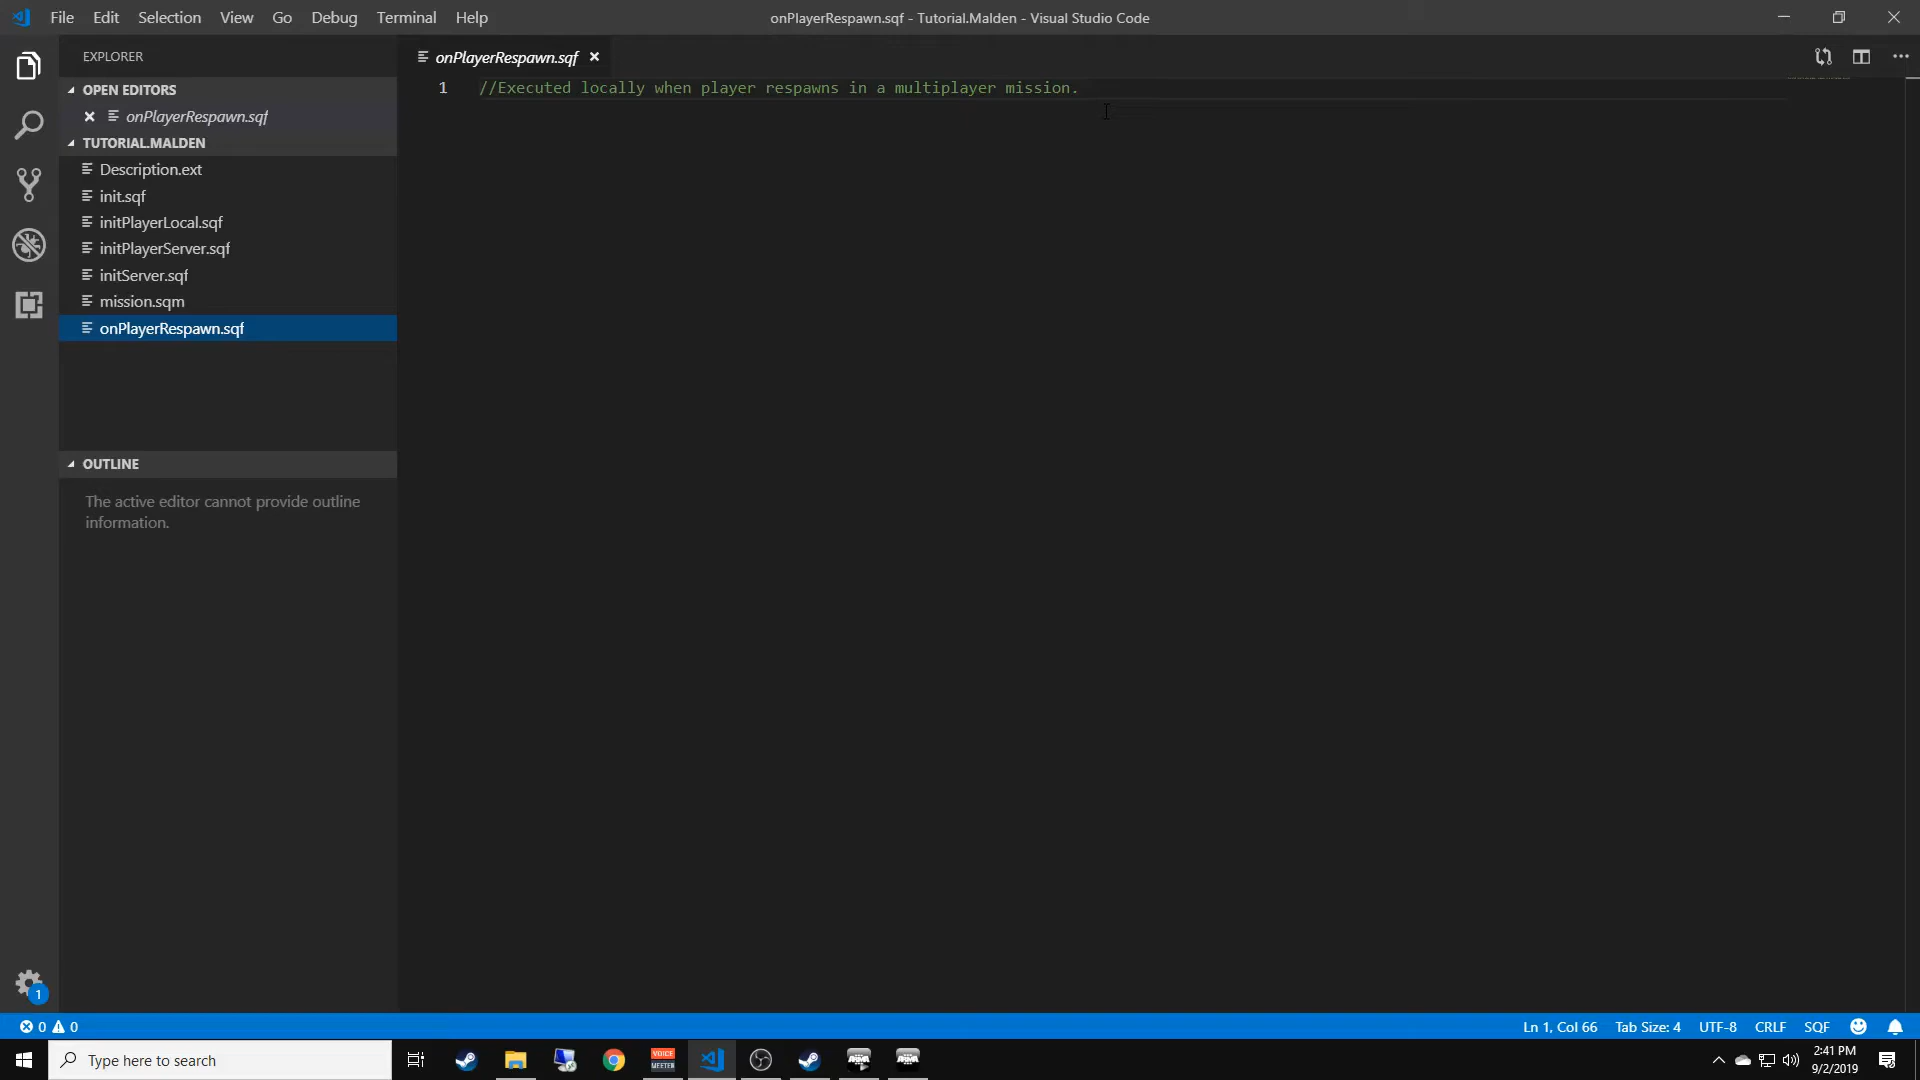 File Edit Selection View Go Debug Terminal Help
onPlayerRespawn.sqf - Tutorial.Malden - Visual Studio Code
EXPLORER
OPEN EDITORS
onPlayerRespawn.sqf
TUTORIAL.MALDEN
Description.ext
init.sqf
initPlayerLocal.sqf
initPlayerServer.sqf
initServer.sqf
mission.sqm
onPlayerRespawn.sqf
OUTLINE
The active editor cannot provide outline
information.
onPlayerRespawn.sqf
1 //Executed locally when player respawns in a multiplayer mission.
1
0 0
Ln 1, Col 66 Tab Size: 4 UTF-8 CRLF SQF
Type here to search
VOICE
MEETER
2:41 PM
9/2/2019